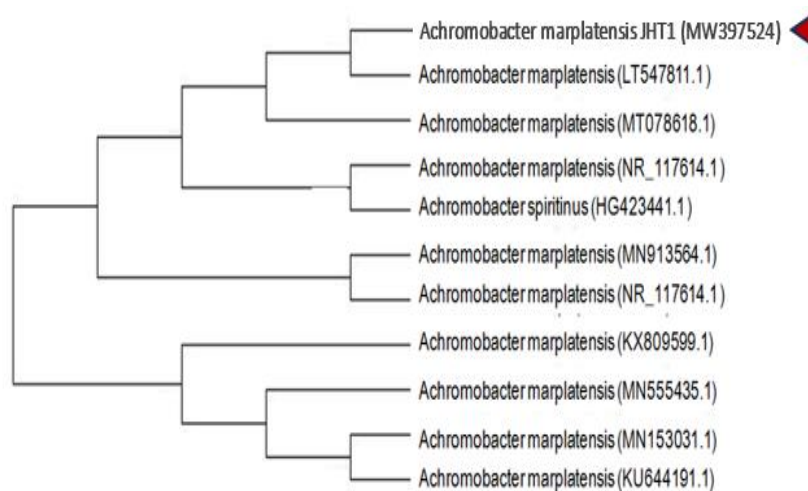 Achromobacter marplatensis JHT1 (MW397524)
Achromobacter marplatensis (LT547811.1)
Achromobacter marplatensis (MT078618.1)
Achromobacter marplatensis (NR_117614.1)
Achromobacter spiritinus (HG423441.1)
Achromobacter marplatensis (MN913564.1)
Achromobacter marplatensis (NR_117614.1)
Achromobacter marplatensis (KX809599.1)
Achromobacter marplatensis (MN555435.1)
Achromobacter marplatensis (MN153031.1)
Achromobacter marplatensis (KU644191.1)